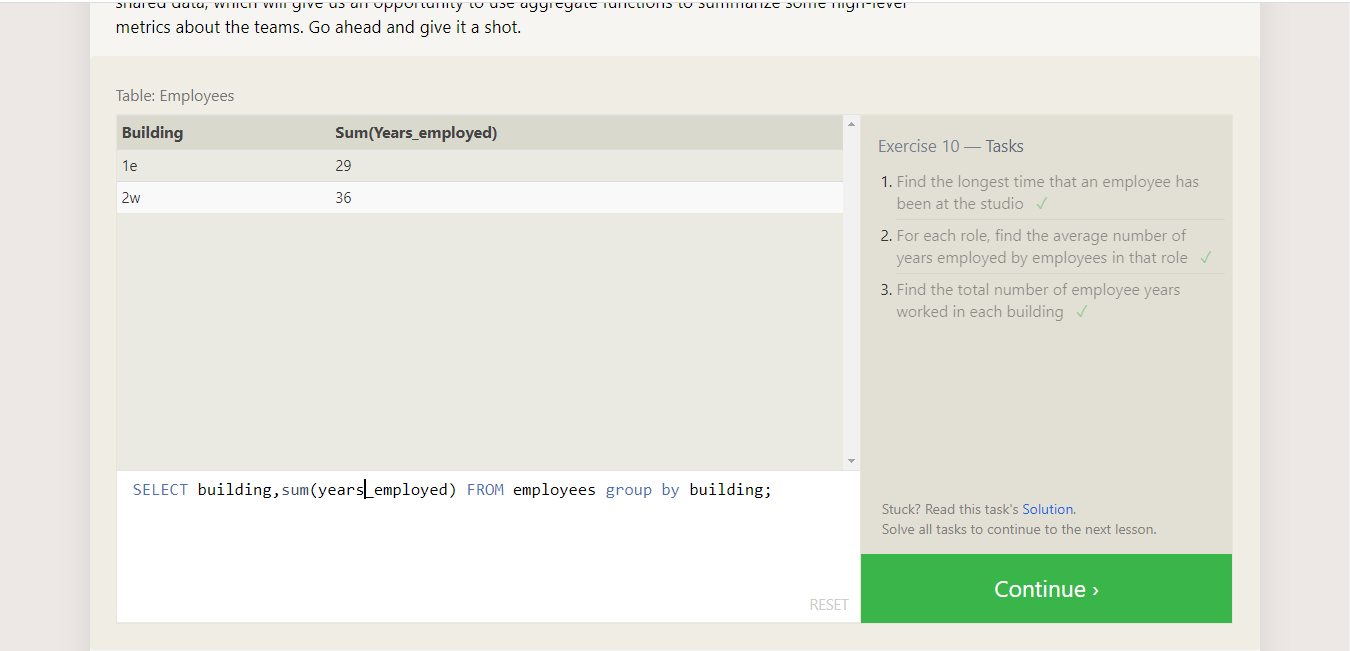 shared data, which will give us an opportunity to use aggregate functions to summarize some high-level
metrics about the teams. Go ahead and give it a shot.
Table: Employees
Building Sum(Years_employed)
1e 29
2w 36
SELECT building,sum(years_employed) FROM employees group by building;
RESET
Exercise 10 — Tasks
1. Find the longest time that an employee has
been at the studio ✓
2. For each role, find the average number of
years employed by employees in that role ✓
3. Find the total number of employee years
worked in each building ✓
Stuck? Read this task's Solution.
Solve all tasks to continue to the next lesson.
Continue ›